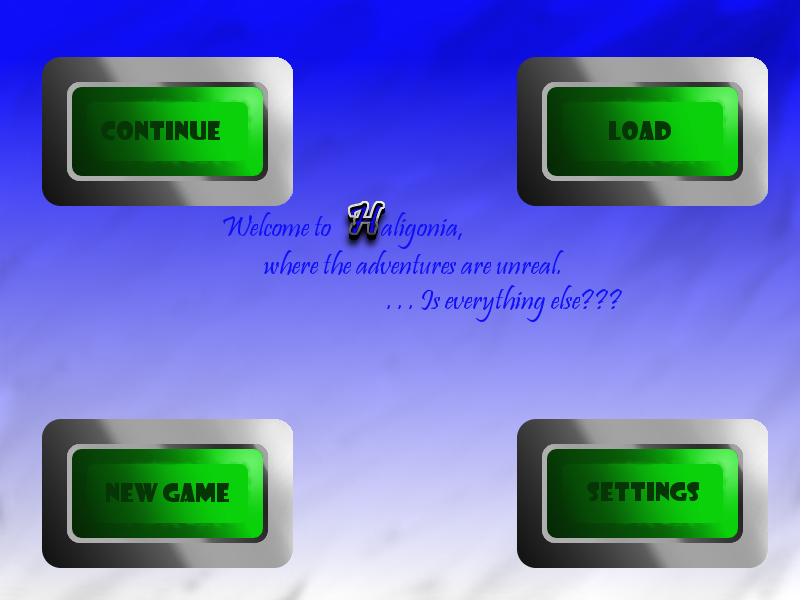 CONTINUE
LOAD
Welcome to Haligonia,
where the adventures are unreal.
. . . Is everything else???
NEW GAME
SETTINGS